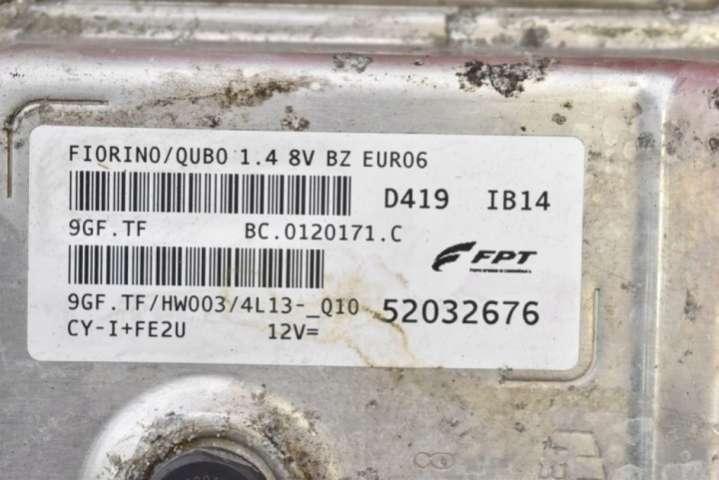 FIORINO/QUBO 1.4 8V BZ EURO6
D419 IB14
9GF.TF BC.0120171.C
FPT
9GF.TF/HW003/4L13-_Q10 52032676
CY-I+FE2U 12V=